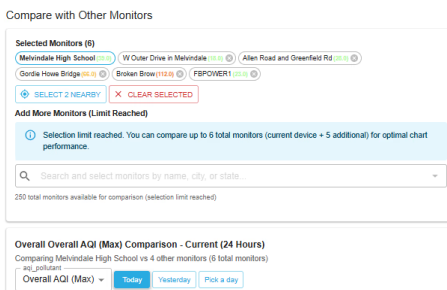 Compare with Other Monitors
Selected Monitors (6)
Melvindale High School
W Outer Drive in Melvindale
Allen Road and Greenfield Rd
Gordie Howe Bridge
Broken Brow (112.0)
FBPOWER1
SELECT 2 NEARBY
CLEAR SELECTED
Add More Monitors (Limit Reached)
Selection limit reached. You can compare up to 6 total monitors (current device + 5 additional) for optimal chart
performance.
Search and select monitors by name, city, or state...
250 total monitors available for comparison (selection limit reached)
Overall Overall AQI (Max) Comparison - Current (24 Hours)
Comparing Melvindale High School vs 4 other monitors (6 total monitors)
aqi_pollutant
Overall AQI (Max)
Today
Yesterday
Pick a day